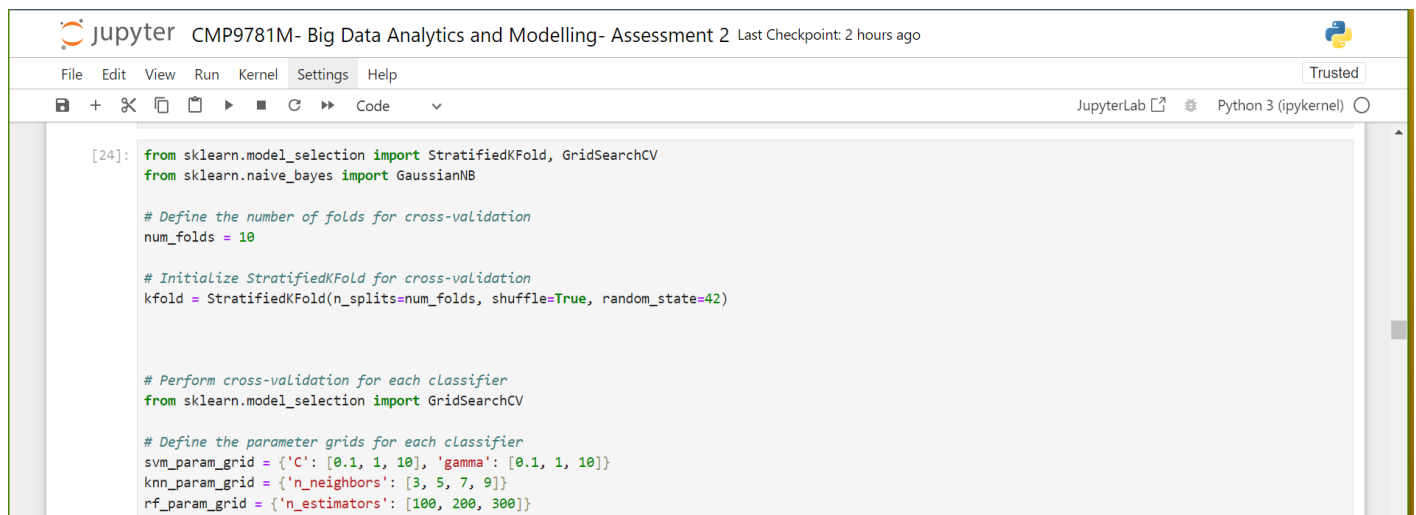 jupyter CMP9781M- Big Data Analytics and Modelling- Assessment 2 Last Checkpoint: 2 hours ago
File Edit View Run Kernel Settings Help Trusted
Code JupyterLab Python 3 (ipykernel)
[24]: from sklearn.model_selection import StratifiedKFold, GridSearchCV
from sklearn.naive_bayes import GaussianNB
# Define the number of folds for cross-validation
num_folds = 10
# Initialize StratifiedKFold for cross-validation
kfold = StratifiedKFold(n_splits=num_folds, shuffle=True, random_state=42)
# Perform cross-validation for each classifier
from sklearn.model_selection import GridSearchCV
# Define the parameter grids for each classifier
svm_param_grid = {'C': [0.1, 1, 10], 'gamma': [0.1, 1, 10]}
knn_param_grid = {'n_neighbors': [3, 5, 7, 9]}
rf_param_grid = {'n_estimators': [100, 200, 300]}